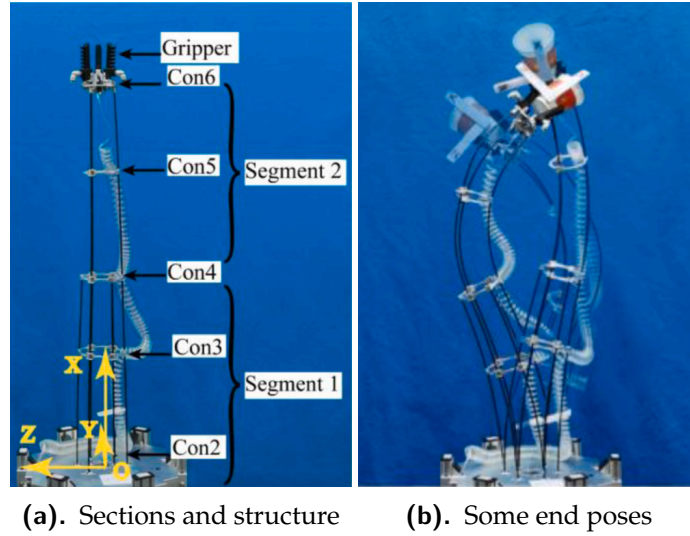 Gripper
Con6
Con5
Segment 2
Con4
Con3
Segment 1
X
Z
Y
Con2
O
(a). Sections and structure
(b). Some end poses